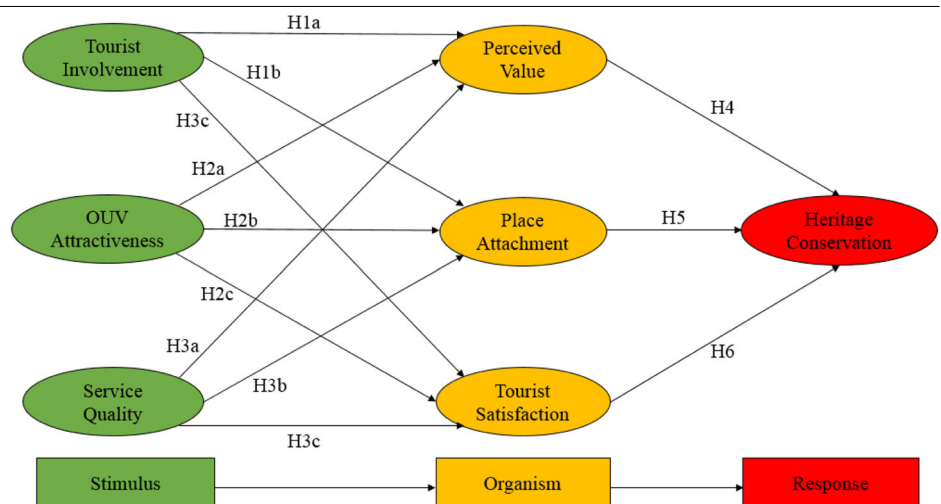 H1a
Tourist
Involvement
Perceived
Value
H1b
H3c
H4
H2a
OUV
Attractiveness
H2b
Place
Attachment
H5
Heritage
Conservation
H2c
H3a
H6
H3b
Service
Quality
Tourist
Satisfaction
H3c
Stimulus
Organism
Response